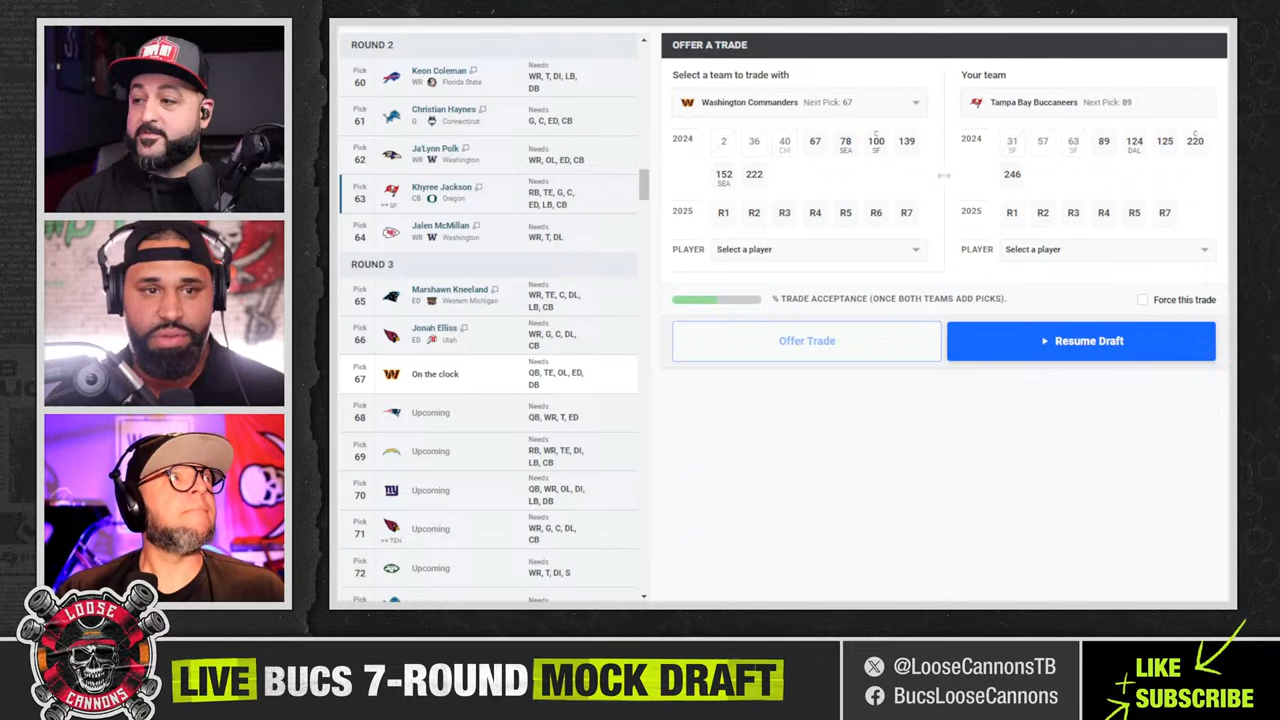 ROUND 2
Pick
60
Keon Coleman
WR Florida State
Needs
WR, T, DI, LB,
DB
Pick
61
Christian Haynes
G Connecticut
Needs
G, C, ED, CB
Pick
62
Ja'Lynn Polk
WR W Washington
Needs
WR, OL, ED, CB
Pick
63
↔ SF
Khyree Jackson
CB Oregon
Needs
RB, TE, G, C,
ED, LB, CB
Pick
64
Jalen McMillan
WR W Washington
Needs
WR, T, DL
ROUND 3
Pick
65
Marshawn Kneeland
ED Western Michigan
Needs
WR, TE, C, DL,
LB, CB
Pick
66
Jonah Elliss
ED Utah
Needs
WR, G, C, DL,
CB
Pick
67
On the clock
Needs
QB, TE, OL, ED,
DB
Pick
68
Upcoming
Needs
QB, WR, T, ED
Pick
69
Upcoming
Needs
RB, WR, TE, DI,
LB, CB
Pick
70
Upcoming
Needs
QB, WR, OL, DI,
LB, DB
Pick
71
↔ TEN
Upcoming
Needs
WR, G, C, DL,
CB
Pick
72
Upcoming
Needs
WR, T, DI, S
Needs
OFFER A TRADE
Select a team to trade with
Washington Commanders Next Pick: 67
2024 2 36 40 67 78 100 139
CHI SEA C SF
152 222
SEA
2025 R1 R2 R3 R4 R5 R6 R7
PLAYER Select a player
Your team
Tampa Bay Buccaneers Next Pick: 89
2024 31 57 63 89 124 125 220
SF SF DAL C
246
2025 R1 R2 R3 R4 R5 R7
PLAYER Select a player
% TRADE ACCEPTANCE (ONCE BOTH TEAMS ADD PICKS).
Force this trade
Offer Trade
Resume Draft
LOOSE
CANNONS
LIVE BUCS 7-ROUND MOCK DRAFT
@LooseCannonsTB
BucsLooseCannons
LIKE
+ SUBSCRIBE